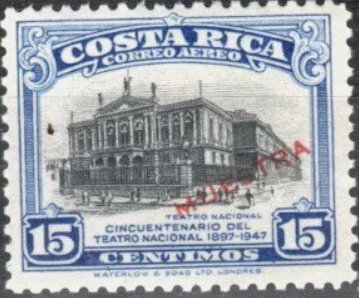 COSTA RICA
CORREO AEREO
MUESTRA
TEATRO NACIONAL
CINCUENTENARIO DEL
TEATRO NACIONAL 1897-1947
15 CENTIMOS 15
WATERLOW & SONS LTD. LONDRES